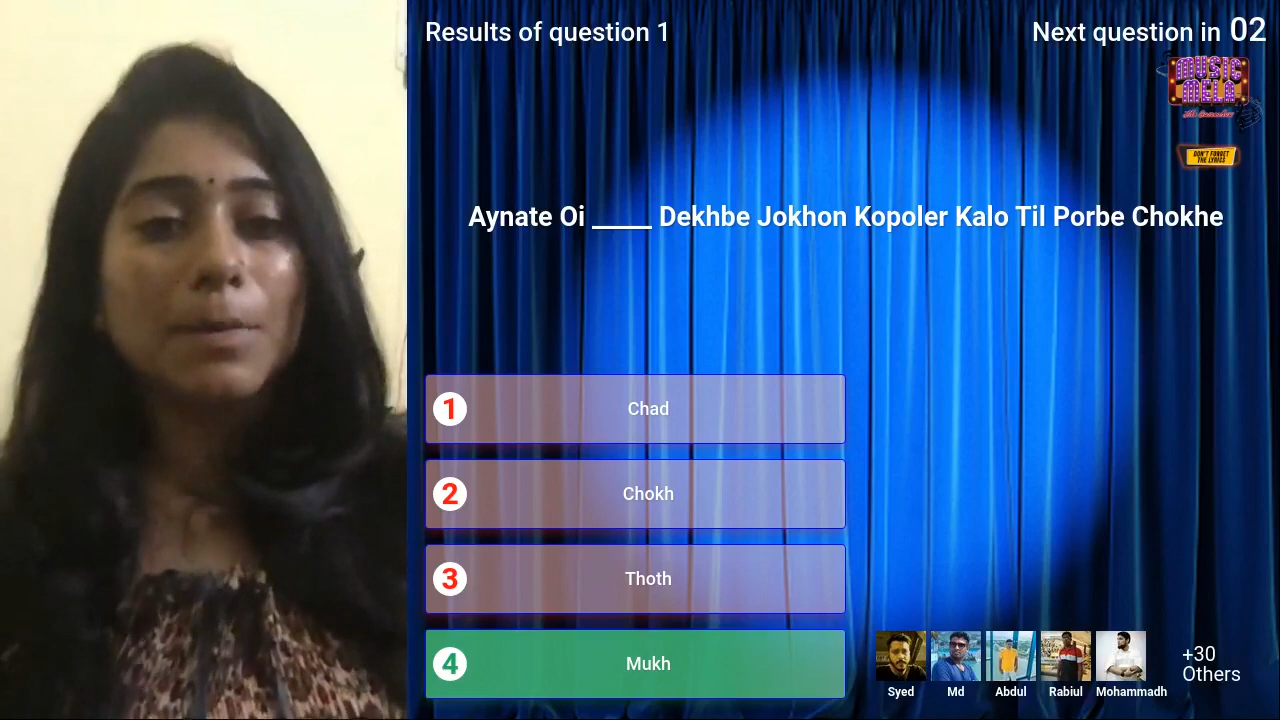 Results of question 1
Next question in 02
MUSIC
MELA
DON'T FORGET
THE LYRICS
Aynate Oi _____ Dekhbe Jokhon Kopoler Kalo Til Porbe Chokhe
1 Chad
2 Chokh
3 Thoth
4 Mukh
Syed
Md
Abdul
Rabiul
Mohammadh
+30
Others